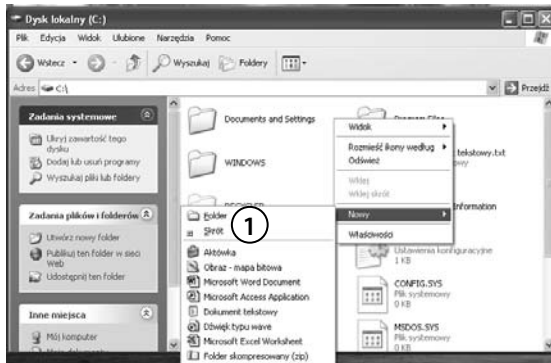 Dysk lokalny (C:)
Plik Edycja Widok Ulubione Narzędzia Pomoc
Wstecz Wyszukaj Foldery
Adres C:\ Przejdź
Zadania systemowe
Ukryj zawartość tego
dysku
Dodaj lub usuń programy
Wyszukaj pliki lub foldery
Zadania plików i folderów
Utwórz nowy folder
Publikuj ten folder w sieci
Web
Udostępnij ten folder
Inne miejsca
Mój komputer
Documents and Settings
WINDOWS
RECYCLER
Program Files
tekstowy.txt
Information
Ustawienia konfiguracyjne
1 KB
CONFIG.SYS
Plik systemowy
0 KB
MSDOS.SYS
Plik systemowy
0 KB
Widok
Rozmieść ikony według
Odśwież
Wklej
Wklej skrót
Nowy
Właściwości
Folder
Skrót
1
Aktówka
Obraz - mapa bitowa
Microsoft Word Document
Microsoft Access Application
Dokument tekstowy
Dźwięk typu wave
Microsoft Excel Worksheet
Folder skompresowany (zip)